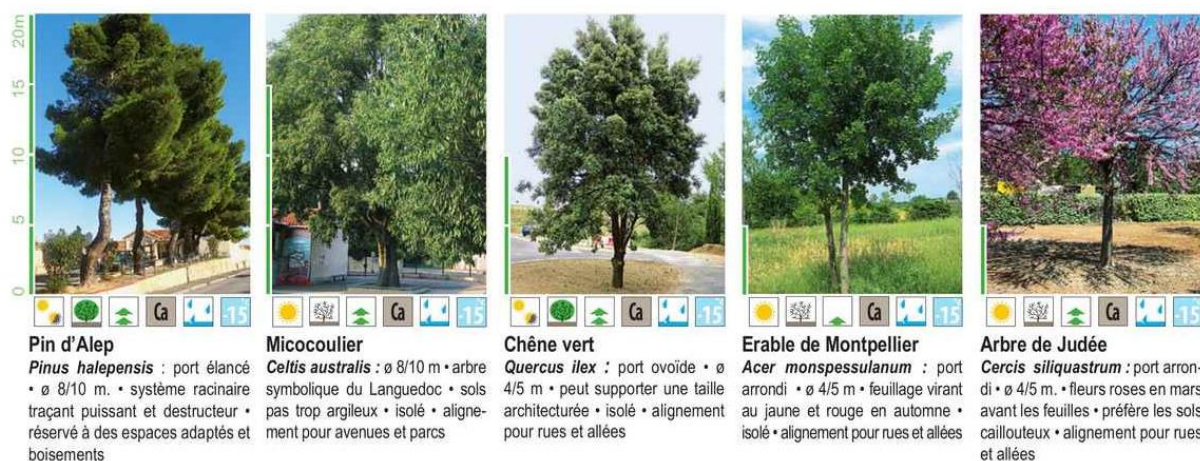 20m
15
10
5
0
Ca
-15
Ca
-15
Ca
-15
Ca
-15
Ca
-15
Pin d'Alep
Pinus halepensis : port élancé
• ø 8/10 m. • système racinaire
traçant puissant et destructeur •
réservé à des espaces adaptés et
boisements
Micocoulier
Celtis australis : ø 8/10 m • arbre
symbolique du Languedoc • sols
pas trop argileux • isolé • aligne-
ment pour avenues et parcs
Chêne vert
Quercus ilex : port ovoïde • ø
4/5 m • peut supporter une taille
architecturée • isolé • alignement
pour rues et allées
Erable de Montpellier
Acer monspessulanum : port
arrondi • ø 4/5 m • feuillage virant
au jaune et rouge en automne •
isolé • alignement pour rues et allées
Arbre de Judée
Cercis siliquastrum : port arron-
di • ø 4/5 m. • fleurs roses en mars
avant les feuilles • préfère les sols
caillouteux • alignement pour rues
et allées